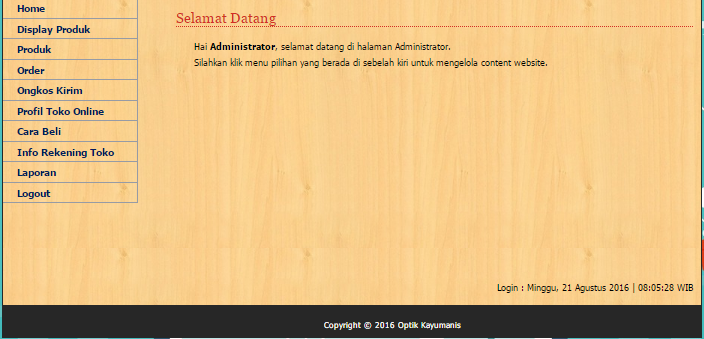 Home
Display Produk
Produk
Order
Ongkos Kirim
Profil Toko Online
Cara Beli
Info Rekening Toko
Laporan
Logout
Selamat Datang
Hai Administrator, selamat datang di halaman Administrator.
Silahkan klik menu pilihan yang berada di sebelah kiri untuk mengelola content website.
Login : Minggu, 21 Agustus 2016 | 08:05:28 WIB
Copyright © 2016 Optik Kayumanis